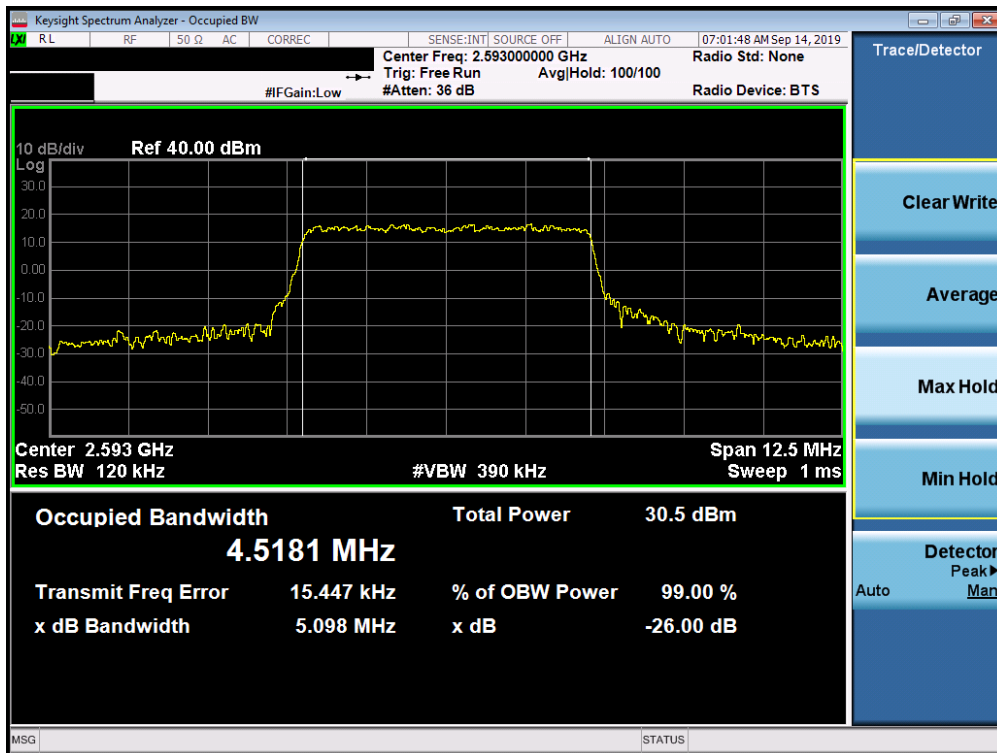 Keysight Spectrum Analyzer - Occupied BW
LXI RL RF 50 Ω AC CORREC SENSE:INT SOURCE OFF ALIGN AUTO 07:01:48 AM Sep 14, 2019
Center Freq: 2.593000000 GHz Radio Std: None
Trig: Free Run Avg|Hold: 100/100
#IFGain:Low #Atten: 36 dB Radio Device: BTS
Trace/Detector
10 dB/div Ref 40.00 dBm
Log
30.0
20.0
10.0
0.00
-10.0
-20.0
-30.0
-40.0
-50.0
Center 2.593 GHz Span 12.5 MHz
Res BW 120 kHz #VBW 390 kHz Sweep 1 ms
Occupied Bandwidth Total Power 30.5 dBm
4.5181 MHz
Transmit Freq Error 15.447 kHz % of OBW Power 99.00 %
x dB Bandwidth 5.098 MHz x dB -26.00 dB
Clear Write
Average
Max Hold
Min Hold
Detector
Peak▶
Auto Man
MSG STATUS